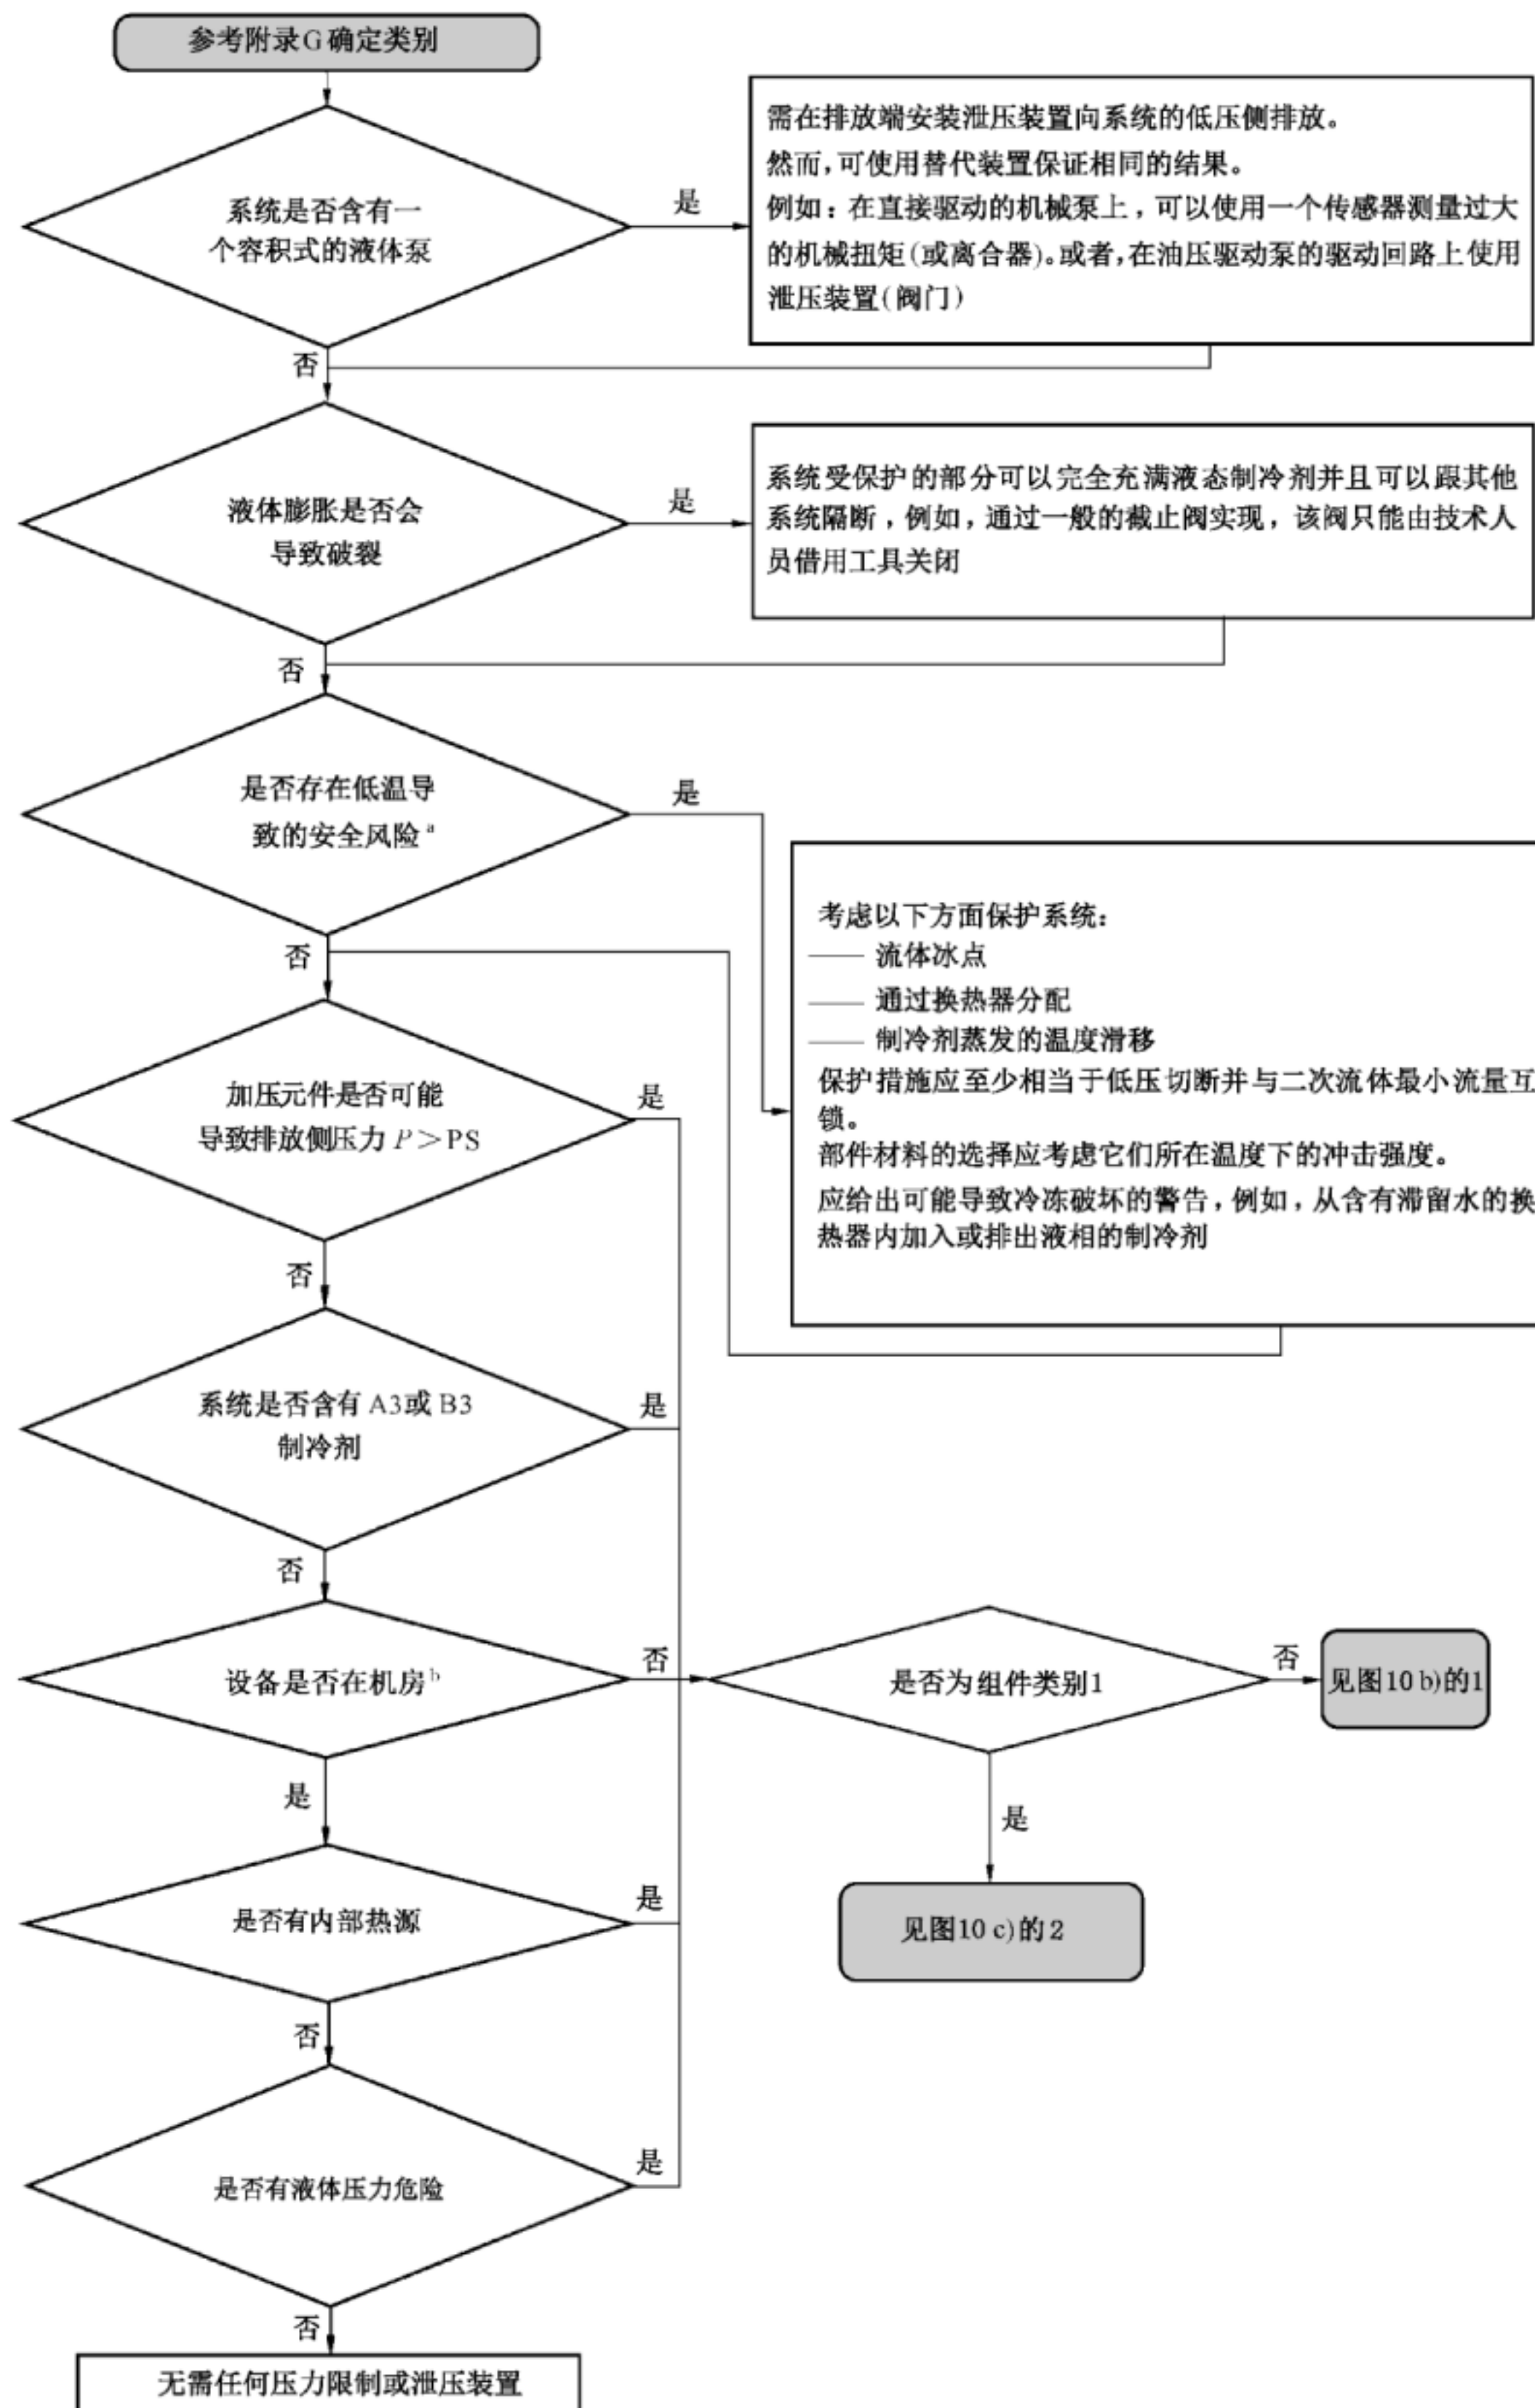 参考附录G确定类别
系统是否含有一
个容积式的液体泵
是
需在排放端安装泄压装置向系统的低压侧排放。
然而,可使用替代装置保证相同的结果。
例如:在直接驱动的机械泵上,可以使用一个传感器测量过大
的机械扭矩(或离合器)。或者,在油压驱动泵的驱动回路上使用
泄压装置(阀门)
否
液体膨胀是否会
导致破裂
是
系统受保护的部分可以完全充满液态制冷剂并且可以跟其他
系统隔断,例如,通过一般的截止阀实现,该阀只能由技术人
员借用工具关闭
否
是否存在低温导
致的安全风险a
是
考虑以下方面保护系统:
—— 流体冰点
—— 通过换热器分配
—— 制冷剂蒸发的温度滑移
保护措施应至少相当于低压切断并与二次流体最小流量互
锁。
部件材料的选择应考虑它们所在温度下的冲击强度。
应给出可能导致冷冻破坏的警告,例如,从含有滞留水的换
热器内加入或排出液相的制冷剂
否
加压元件是否可能
导致排放侧压力 P>PS
是
否
系统是否含有 A3或 B3
制冷剂
是
否
设备是否在机房b
否
是否为组件类别1
否
见图10 b)的1
是
见图10 c)的 2
是
是否有内部热源
是
否
是否有液体压力危险
是
否
无需任何压力限制或泄压装置